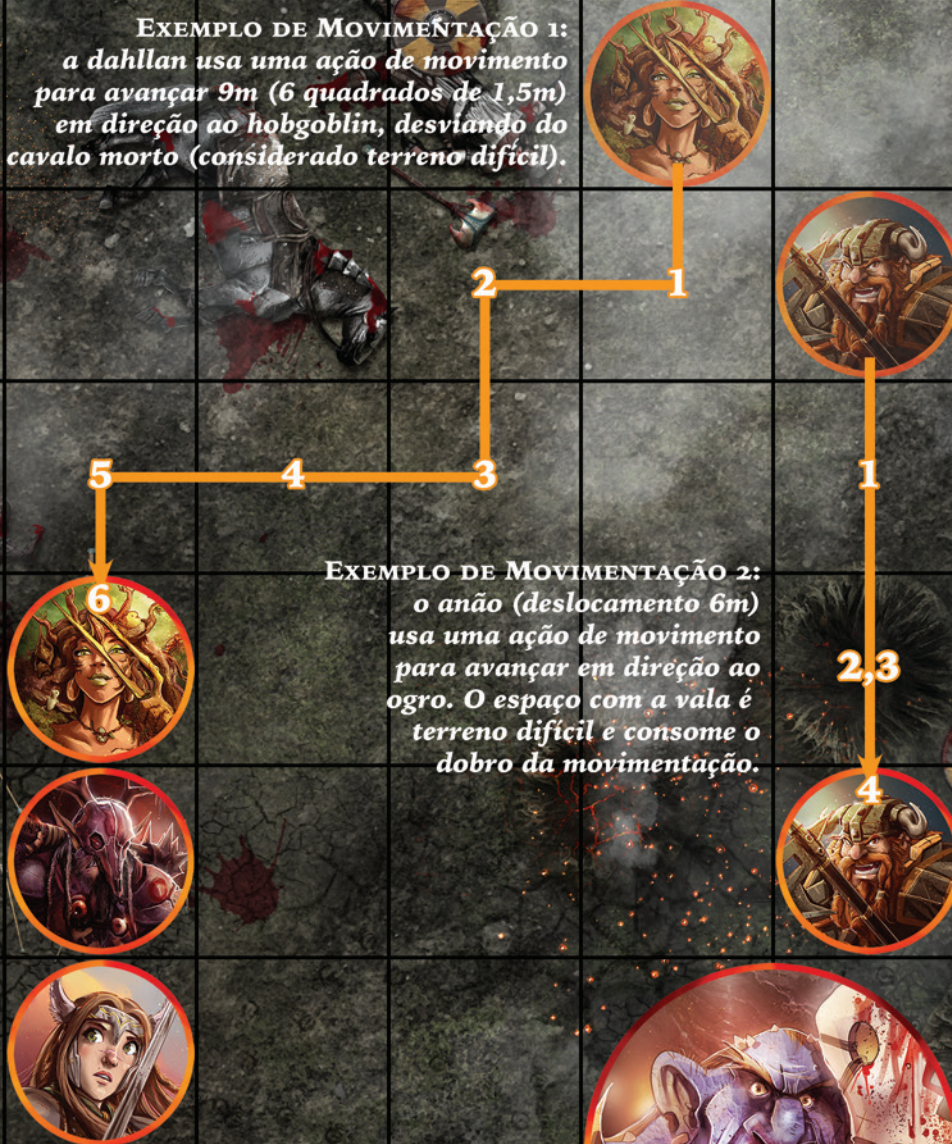 Exemplo de Movimentação 1:
a dahllan usa uma ação de movimento
para avançar 9m (6 quadrados de 1,5m)
em direção ao hobgoblin, desviando do
cavalo morto (considerado terreno difícil).
2 1
5 4 3 1
Exemplo de Movimentação 2:
6
o anão (deslocamento 6m)
usa uma ação de movimento
para avançar em direção ao
2,3
ogro. O espaço com a vala é
terreno difícil e consome o
dobro da movimentação.
4